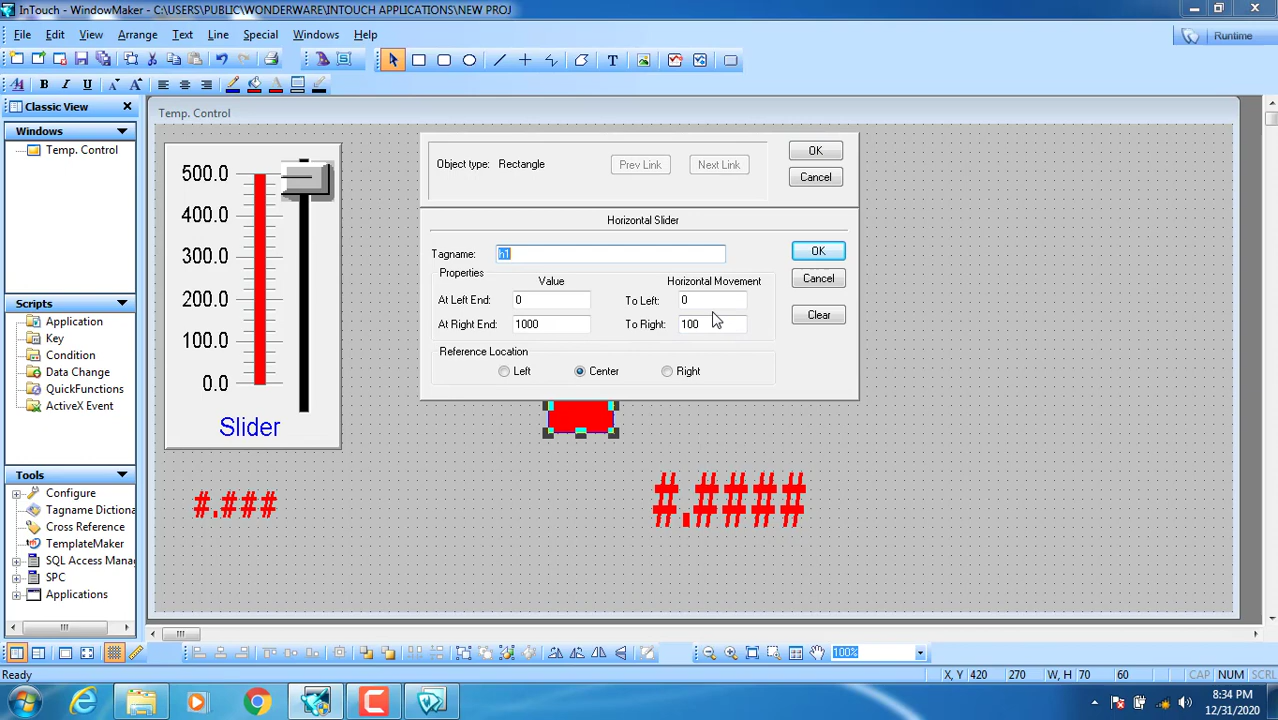 InTouch - WindowMaker - C:\USERS\PUBLIC\WONDERWARE\INTOUCH APPLICATIONS\NEW PROJ
File Edit View Arrange Text Line Special Windows Help
Runtime
Classic View
Windows
Temp. Control
Scripts
Application
Key
Condition
Data Change
QuickFunctions
ActiveX Event
Tools
Configure
Tagname Dictiona
Cross Reference
TemplateMaker
SQL Access Mana
SPC
Applications
Temp. Control
500.0
400.0
300.0
200.0
100.0
0.0
Slider
#.###
Object type: Rectangle Prev Link Next Link OK
Cancel
Horizontal Slider
Tagname: h1 OK
Properties
Value Horizontal Movement Cancel
At Left End: 0 To Left: 0
Clear
At Right End: 1000 To Right: 100
Reference Location
Left Center Right
#.####
100%
Ready X, Y 420 270 W, H 70 60 CAP NUM SCRL
8:34 PM
12/31/2020